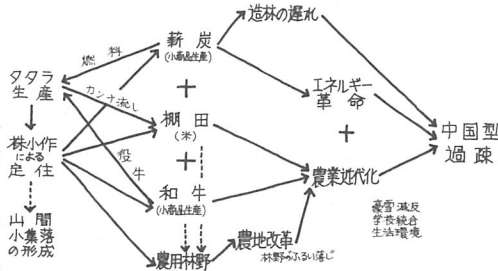 造林の遅れ
燃料
薪炭
(小商品生産)
タタラ
生産
カンナ流し
エネルギー
革命
棚田
(米)
中国型
過疎
株小作
による
定住
役牛
和牛
(小商品生産)
農業近代化
豪雪 減反
学校統合
生活環境
山間
小集落
の形成
農用林野
農地改革
林野のふるい落し